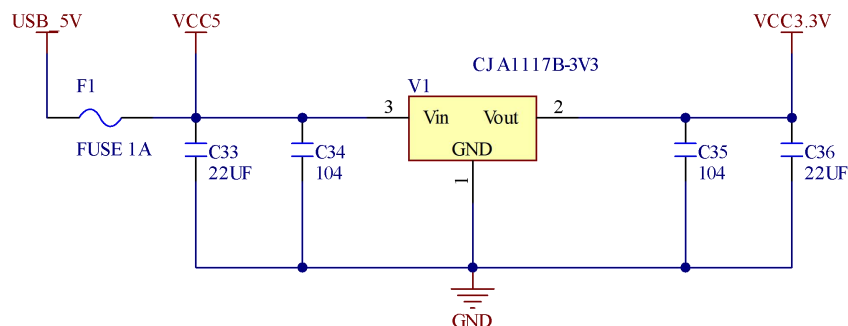 USB_5V
VCC5
VCC3.3V
CJ A1117B-3V3
F1
V1
3
Vin
Vout
2
FUSE 1A
GND
C33
22UF
C34
104
1
C35
104
C36
22UF
GND